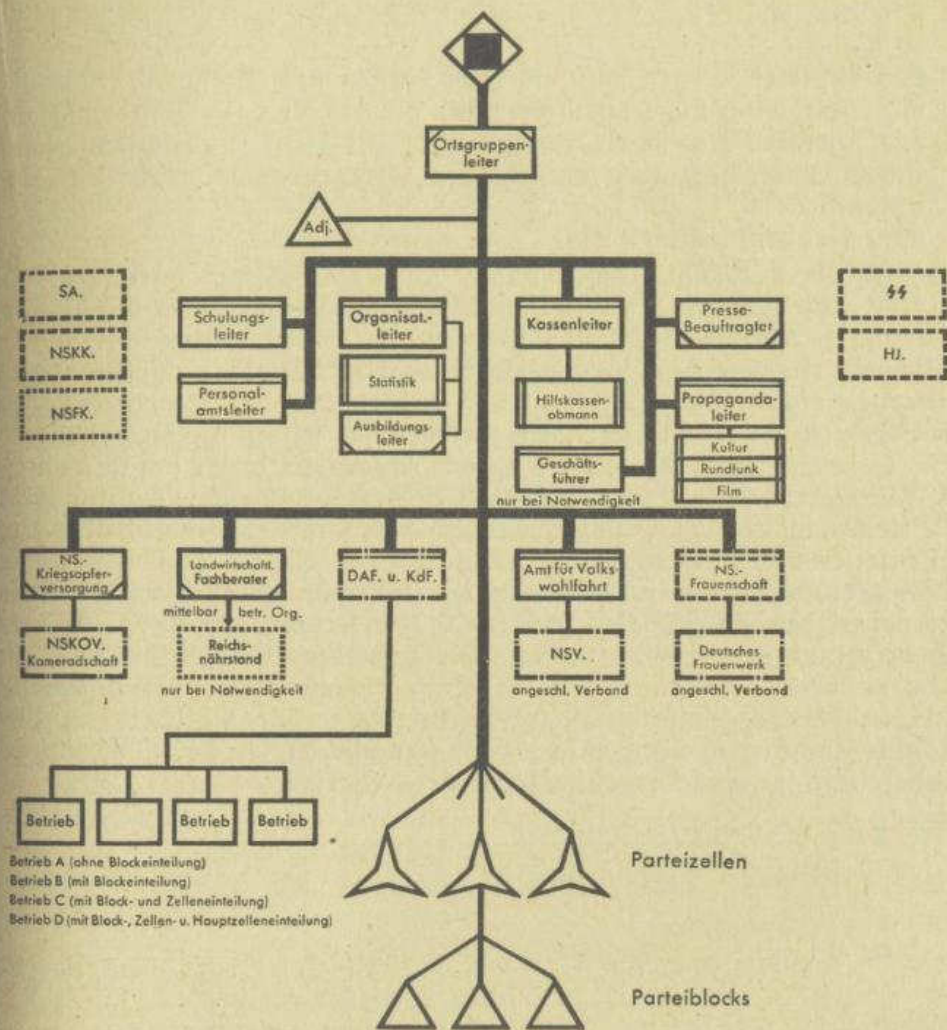 Ortsgruppen-
leiter
Adj.
SA.
NSKK.
NSFK.
Schulungs-
leiter
Personal-
amtsleiter
Organisat.-
leiter
Statistik
Ausbildungs-
leiter
Kassenleiter
Hilfskassen-
obmann
Geschäfts-
führer
nur bei Notwendigkeit
Presse-
Beauftragter
Propaganda-
leiter
Kultur
Rundfunk
Film
ϟϟ
HJ.
NS.-
Kriegsopfer-
versorgung
NSKOV.
Kameradschaft
Landwirtschaftl.
Fachberater
mittelbar betr. Org.
Reichs-
nährstand
nur bei Notwendigkeit
DAF. u. KdF.
Amt für Volks-
wohlfahrt
NSV.
angeschl. Verband
NS.-
Frauenschaft
Deutsches
Frauenwerk
angeschl. Verband
Betrieb
Betrieb
Betrieb
Betrieb A (ohne Blockeinteilung)
Betrieb B (mit Blockeinteilung)
Betrieb C (mit Block- und Zelleneinteilung)
Betrieb D (mit Block-, Zellen- u. Hauptzelleneinteilung)
Parteizellen
Parteiblocks